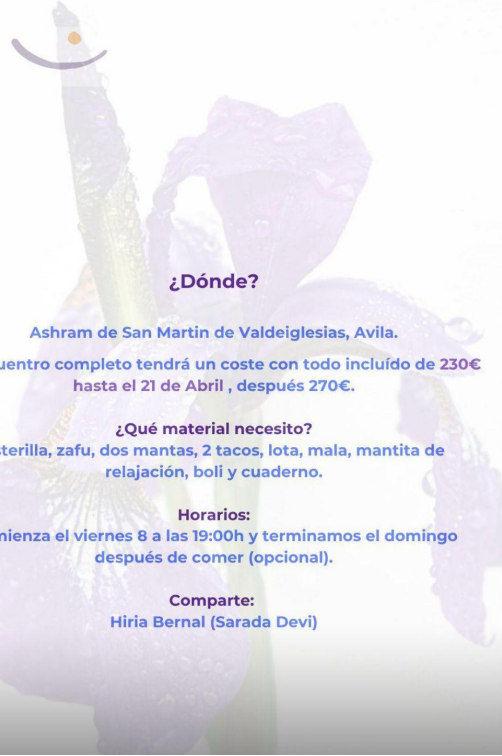 ¿Dónde?
Ashram de San Martin de Valdeiglesias, Avila.
uentro completo tendrá un coste con todo incluído de 230€
hasta el 21 de Abril , después 270€.
¿Qué material necesito?
sterilla, zafu, dos mantas, 2 tacos, lota, mala, mantita de
relajación, boli y cuaderno.
Horarios:
mienza el viernes 8 a las 19:00h y terminamos el domingo
después de comer (opcional).
Comparte:
Hiria Bernal (Sarada Devi)